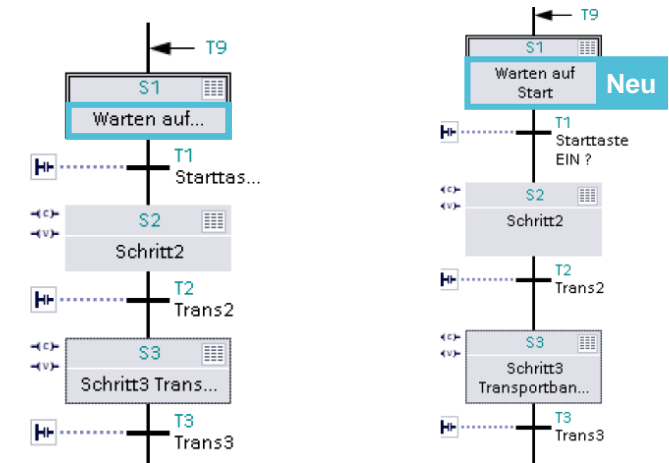 T9
S1
Warten auf...
T1
Starttas...
(C)
(V)
S2
Schritt2
T2
Trans2
(C)
(V)
S3
Schritt3 Trans...
T3
Trans3
T9
S1
Warten auf
Start
Neu
T1
Starttaste
EIN ?
(C)
(V)
S2
Schritt2
T2
Trans2
(C)
(V)
S3
Schritt3
Transportban...
T3
Trans3